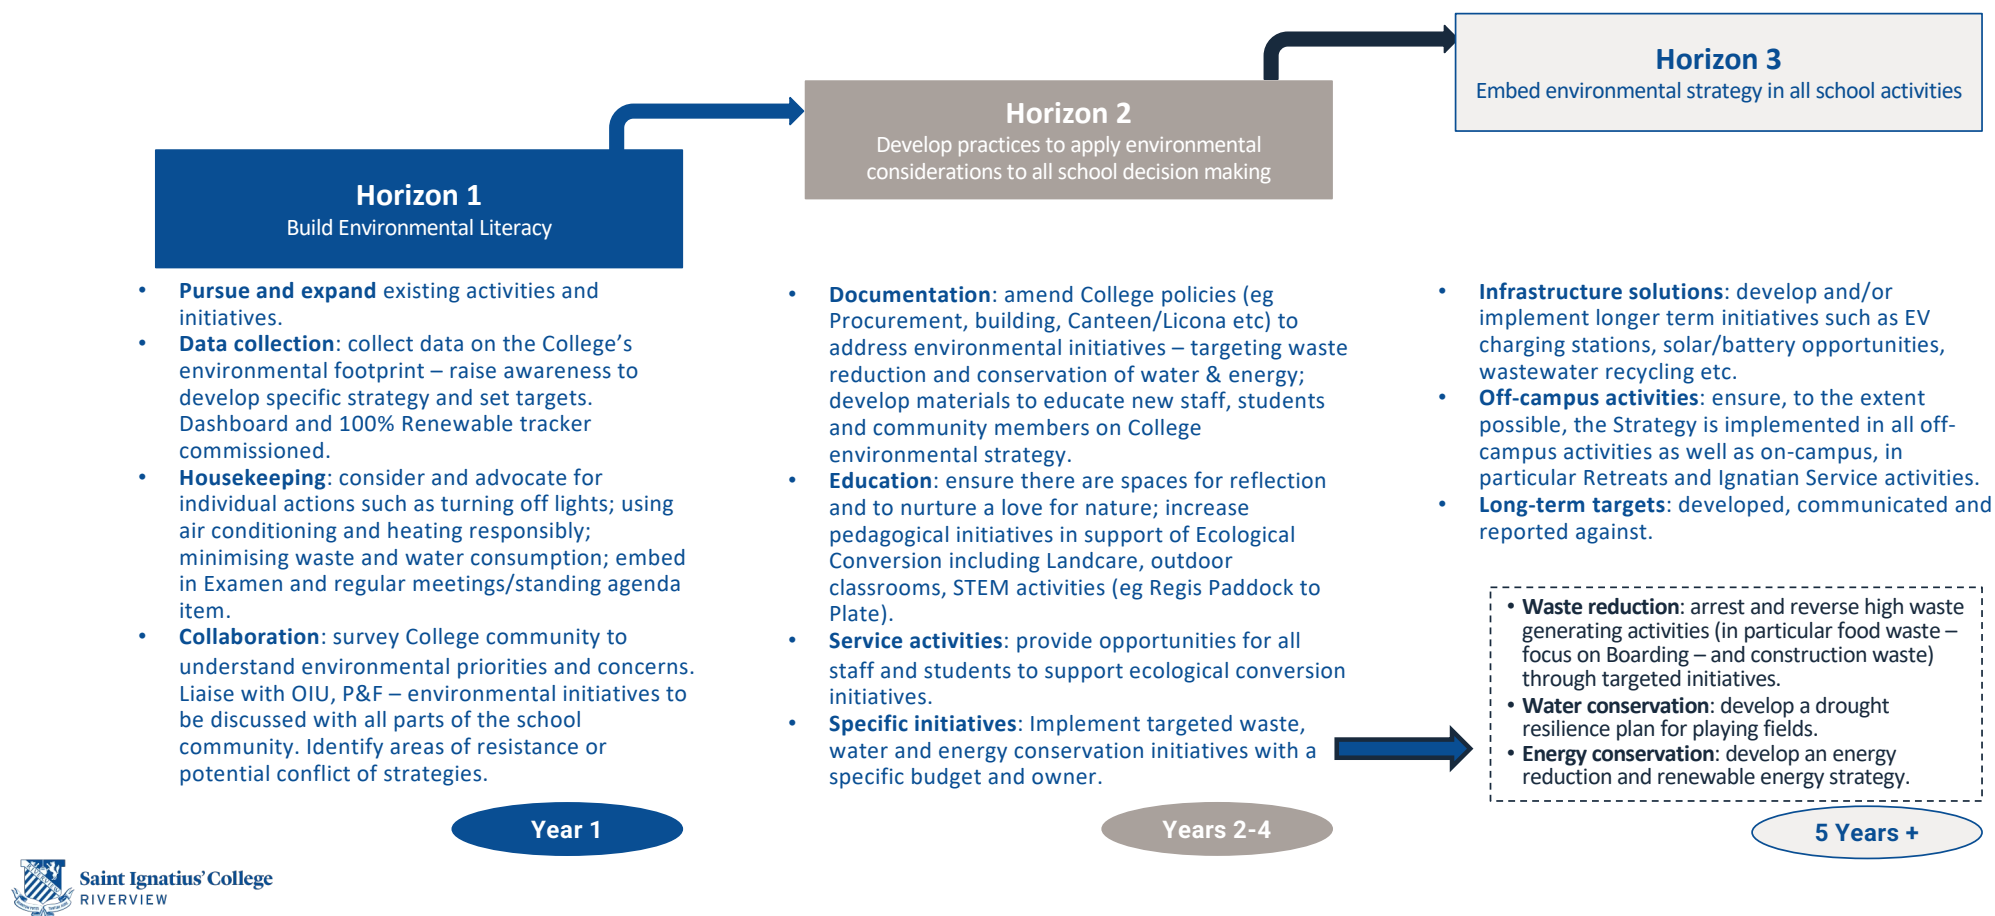 Horizon 1
Build Environmental Literacy
• Pursue and expand existing activities and
initiatives.
• Data collection: collect data on the College’s
environmental footprint – raise awareness to
develop specific strategy and set targets.
Dashboard and 100% Renewable tracker
commissioned.
• Housekeeping: consider and advocate for
individual actions such as turning off lights; using
air conditioning and heating responsibly;
minimising waste and water consumption; embed
in Examen and regular meetings/standing agenda
item.
• Collaboration: survey College community to
understand environmental priorities and concerns.
Liaise with OIU, P&F – environmental initiatives to
be discussed with all parts of the school
community. Identify areas of resistance or
potential conflict of strategies.
Year 1
Horizon 2
Develop practices to apply environmental
considerations to all school decision making
• Documentation: amend College policies (eg
Procurement, building, Canteen/Licona etc) to
address environmental initiatives – targeting waste
reduction and conservation of water & energy;
develop materials to educate new staff, students
and community members on College
environmental strategy.
• Education: ensure there are spaces for reflection
and to nurture a love for nature; increase
pedagogical initiatives in support of Ecological
Conversion including Landcare, outdoor
classrooms, STEM activities (eg Regis Paddock to
Plate).
• Service activities: provide opportunities for all
staff and students to support ecological conversion
initiatives.
• Specific initiatives: Implement targeted waste,
water and energy conservation initiatives with a
specific budget and owner.
Years 2-4
Horizon 3
Embed environmental strategy in all school activities
• Infrastructure solutions: develop and/or
implement longer term initiatives such as EV
charging stations, solar/battery opportunities,
wastewater recycling etc.
• Off-campus activities: ensure, to the extent
possible, the Strategy is implemented in all off-
campus activities as well as on-campus, in
particular Retreats and Ignatian Service activities.
• Long-term targets: developed, communicated and
reported against.
• Waste reduction: arrest and reverse high waste
generating activities (in particular food waste –
focus on Boarding – and construction waste)
through targeted initiatives.
• Water conservation: develop a drought
resilience plan for playing fields.
• Energy conservation: develop an energy
reduction and renewable energy strategy.
5 Years +
Saint Ignatius’ College
RIVERVIEW